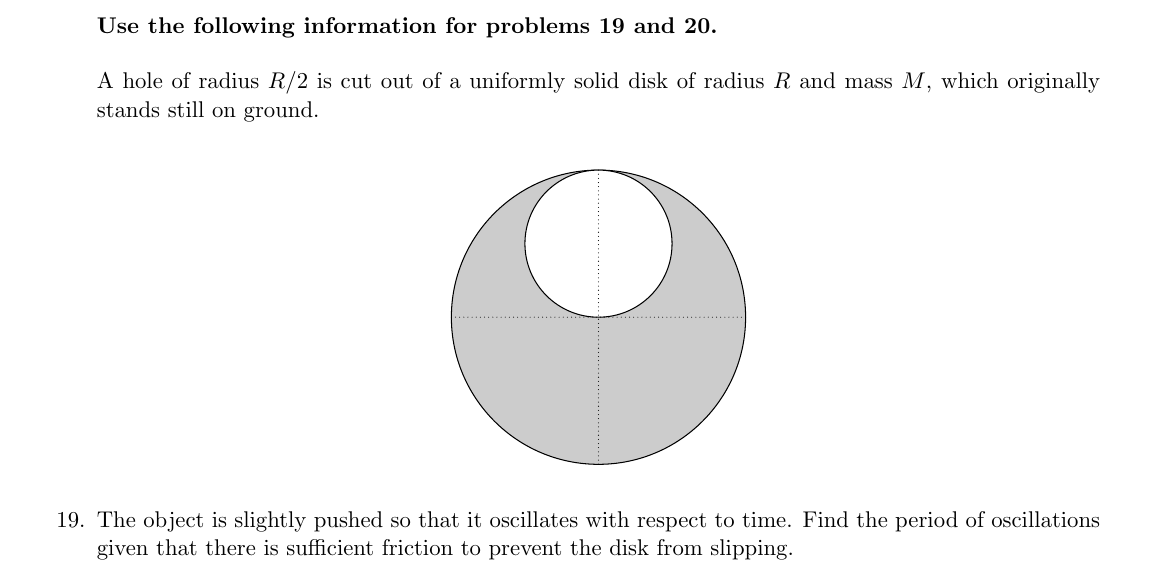 Use the following information for problems 19 and 20.
A hole of radius R/2 is cut out of a uniformly solid disk of radius R and mass M, which originally
stands still on ground.
19. The object is slightly pushed so that it oscillates with respect to time. Find the period of oscillations
given that there is sufficient friction to prevent the disk from slipping.